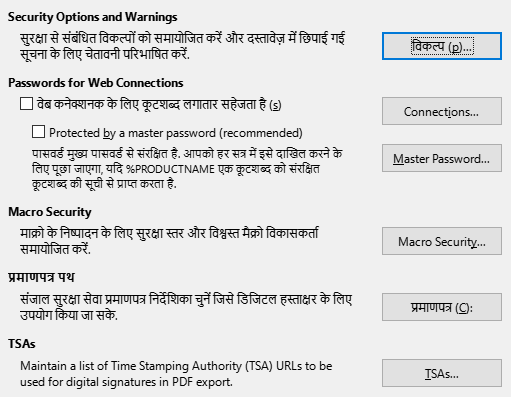 Security Options and Warnings
सुरक्षा से संबंधित विकल्पों को समायोजित करें और दस्तावेज़ में छिपाई गई
सूचना के लिए चेतावनी परिभाषित करें.
विकल्प (p)...
Passwords for Web Connections
वेब कनेक्शनक के लिए कूटशब्द लगातार सहेजता है (s)
Connections...
Protected by a master password (recommended)
पासवर्ड मुख्य पासवर्ड से संरक्षित है. आपको हर सत्र में इसे दाखिल करने के
लिए पूछा जाएगा, यदि %PRODUCTNAME एक कूटशब्द को संरक्षित
कूटशब्द की सूची से प्राप्त करता है.
Master Password...
Macro Security
माक्रो के निष्पादन के लिए सुरक्षा स्तर और विश्वस्त मैक्रो विकासकर्ता
समायोजित करें.
Macro Security...
प्रमाणपत्र पथ
संजाल सुरक्षा सेवा प्रमाणपत्र निर्देशिका चुनें जिसे डिजिटल हस्ताक्षर के लिए
उपयोग किया जा सके.
प्रमाणपत्र (C):
TSAs
Maintain a list of Time Stamping Authority (TSA) URLs to be
used for digital signatures in PDF export.
TSAs...